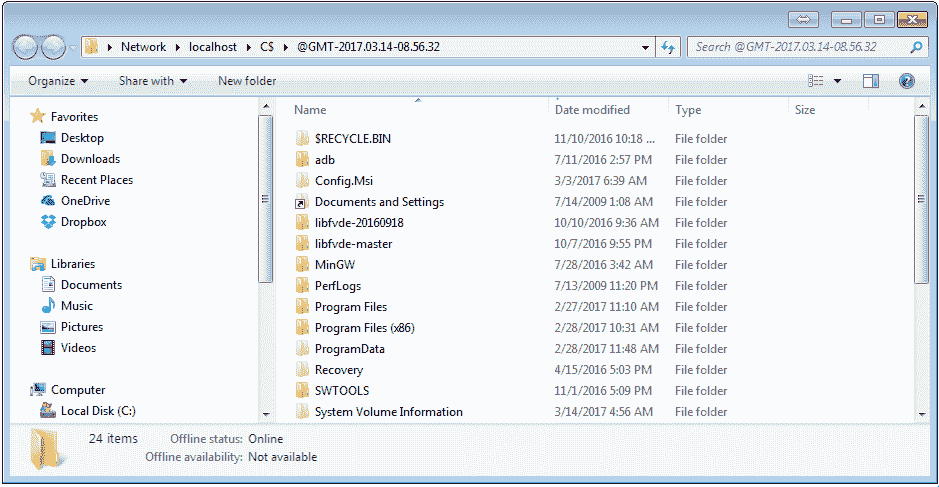 Network localhost C$ @GMT-2017.03.14-08.56.32 Search @GMT-2017.03.14-08.56.32
Organize Share with New folder
Favorites
Desktop
Downloads
Recent Places
OneDrive
Dropbox
Libraries
Documents
Music
Pictures
Videos
Computer
Local Disk (C:)
Name Date modified Type Size
$RECYCLE.BIN 11/10/2016 10:18 ... File folder
adb 7/11/2016 2:57 PM File folder
Config.Msi 3/3/2017 6:39 AM File folder
Documents and Settings 7/14/2009 1:08 AM File folder
libfvde-20160918 10/10/2016 9:36 AM File folder
libfvde-master 10/7/2016 9:55 PM File folder
MinGW 7/28/2016 3:42 AM File folder
PerfLogs 7/13/2009 11:20 PM File folder
Program Files 2/27/2017 11:10 AM File folder
Program Files (x86) 2/28/2017 10:31 AM File folder
ProgramData 2/28/2017 11:48 AM File folder
Recovery 4/15/2016 5:03 PM File folder
SWTOOLS 11/1/2016 5:09 PM File folder
System Volume Information 3/14/2017 4:56 AM File folder
24 items Offline status: Online
Offline availability: Not available